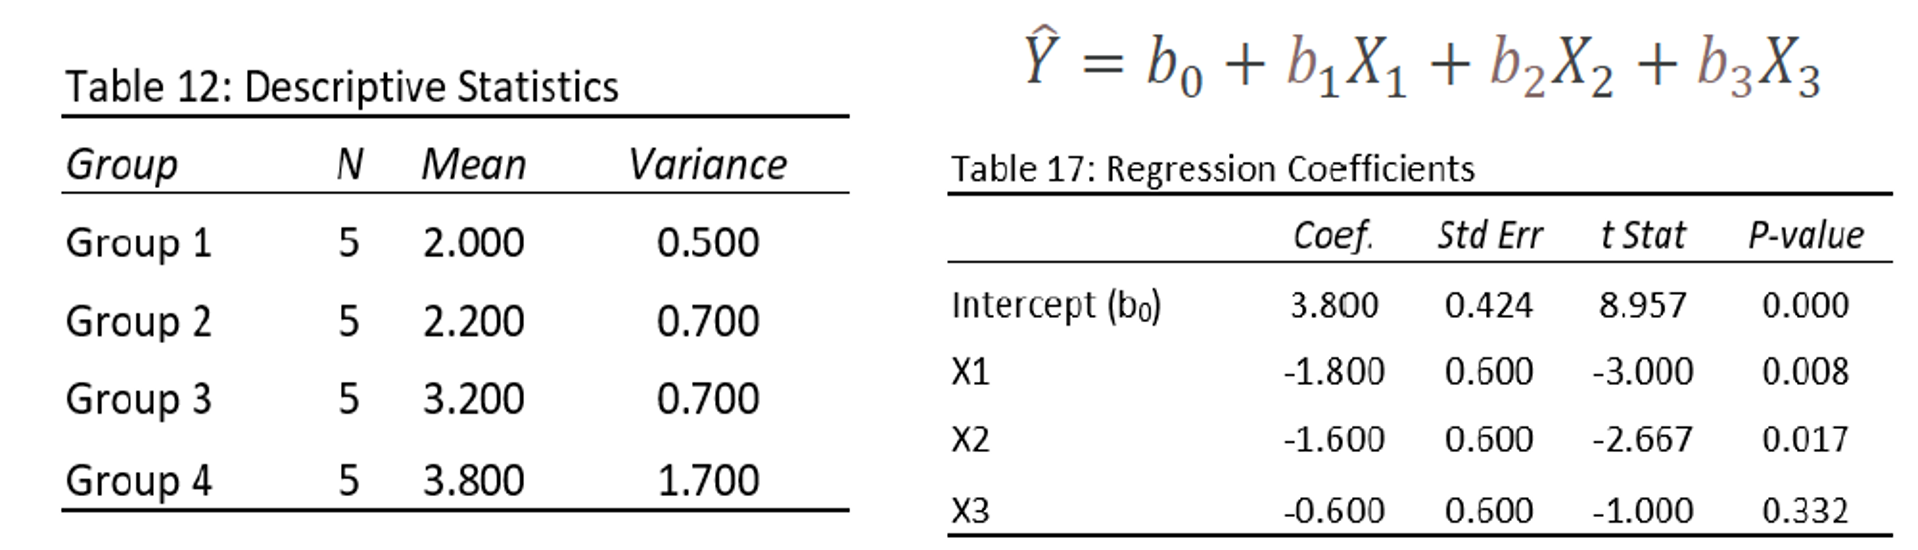 Table 12: Descriptive Statistics
Group N Mean Variance
Group 1 5 2.000 0.500
Group 2 5 2.200 0.700
Group 3 5 3.200 0.700
Group 4 5 3.800 1.700
Ŷ = b₀ + b₁X₁ + b₂X₂ + b₃X₃
Table 17: Regression Coefficients
Coef. Std Err t Stat P-value
Intercept (b₀) 3.800 0.424 8.957 0.000
X1 -1.800 0.600 -3.000 0.008
X2 -1.600 0.600 -2.667 0.017
X3 -0.600 0.600 -1.000 0.332